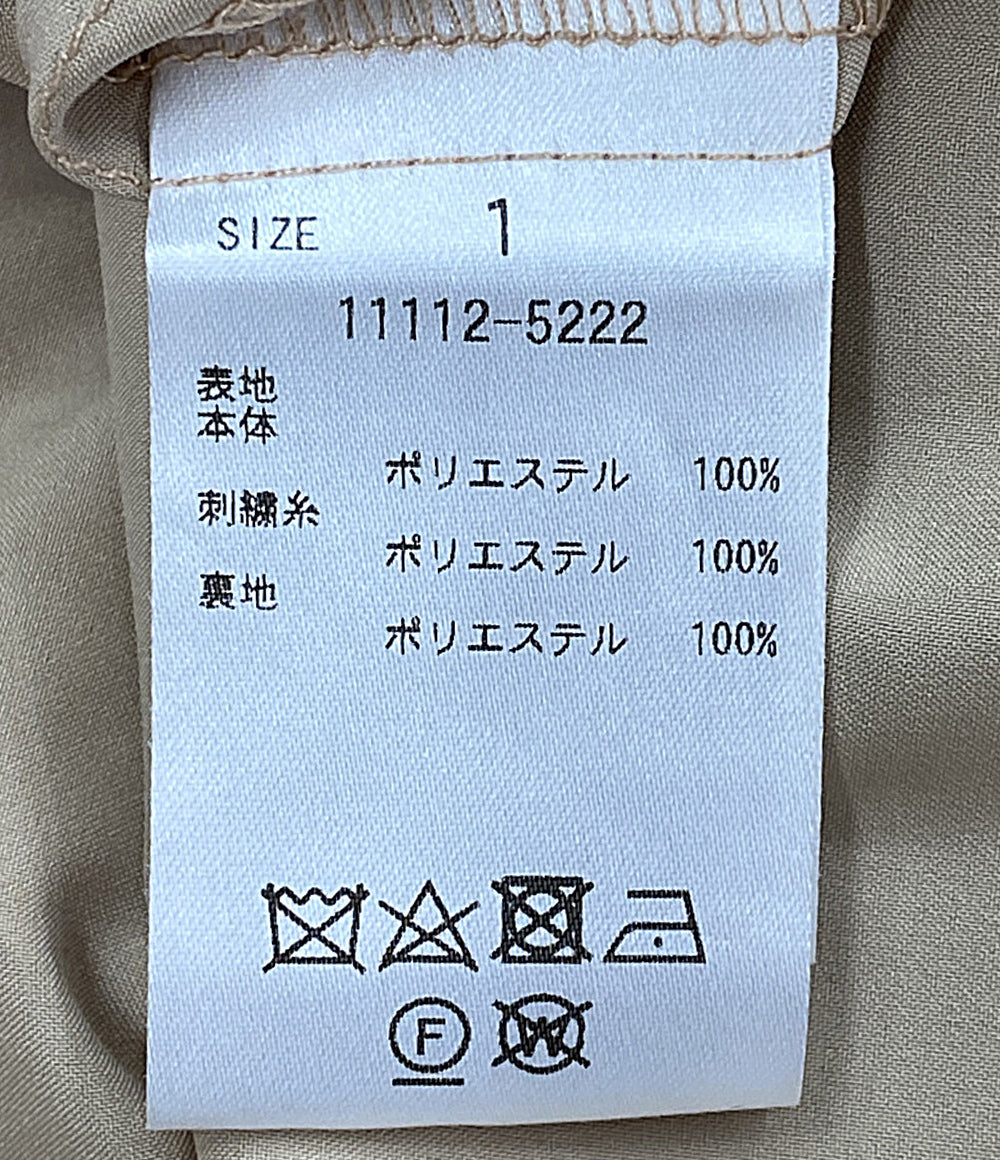 SIZE 1
11112-5222
表地
本体
ポリエステル 100%
刺繍糸
ポリエステル 100%
裏地
ポリエステル 100%
F W